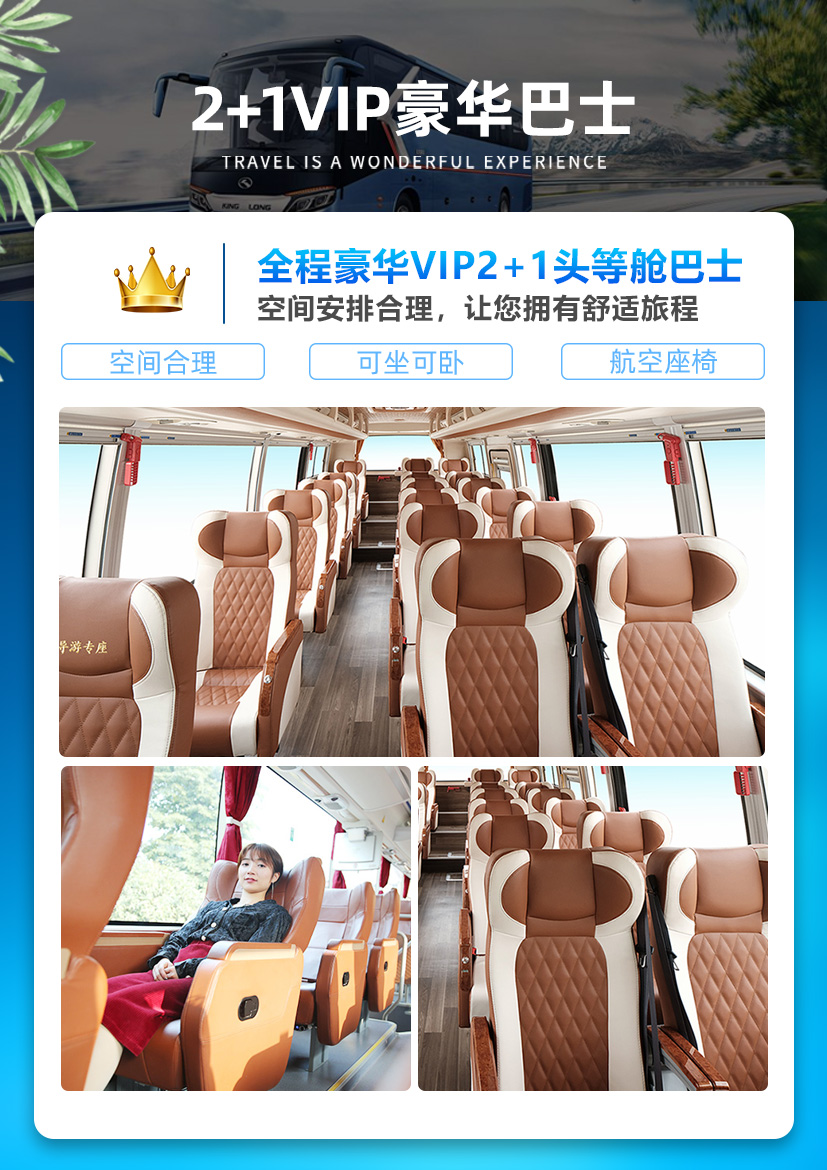 2+1VIP豪华巴士
TRAVEL IS A WONDERFUL EXPERIENCE
KING LONG
全程豪华VIP2+1头等舱巴士
空间安排合理，让您拥有舒适旅程
空间合理
可坐可卧
航空座椅
导游专座